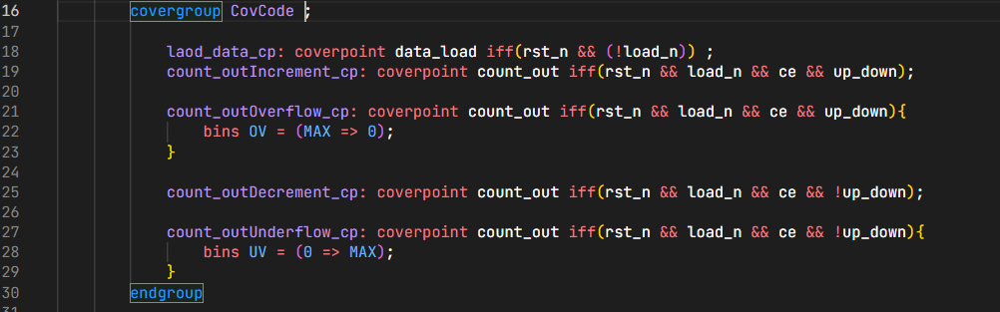 16 covergroup CovCode ;
17
18 laod_data_cp: coverpoint data_load iff(rst_n && (!load_n)) ;
19 count_outIncrement_cp: coverpoint count_out iff(rst_n && load_n && ce && up_down);
20
21 count_outOverflow_cp: coverpoint count_out iff(rst_n && load_n && ce && up_down){
22 bins OV = (MAX => 0);
23 }
24
25 count_outDecrement_cp: coverpoint count_out iff(rst_n && load_n && ce && !up_down);
26
27 count_outUnderflow_cp: coverpoint count_out iff(rst_n && load_n && ce && !up_down){
28 bins UV = (0 => MAX);
29 }
30 endgroup
31